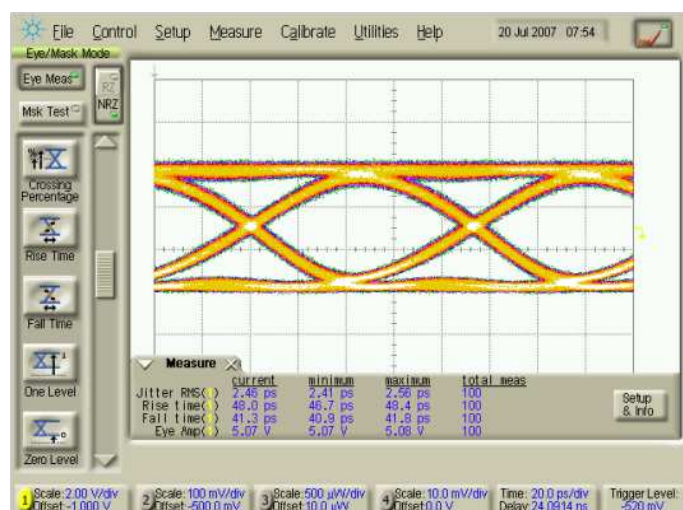 File Control Setup Measure Calibrate Utilities Help 20 Jul 2007 07:54
Eye/Mask Mode
Eye Meas
RZ
NRZ
Msk Test
Crossing
Percentage
Rise Time
Fall Time
One Level
Zero Level
Measure
current minimum maximum total meas
Jitter RMS(1) 2.46 ps 2.41 ps 2.56 ps 100
Rise time(1) 48.0 ps 46.7 ps 48.4 ps 100
Fall time(1) 41.3 ps 40.9 ps 41.8 ps 100
Eye Amp(1) 5.07 V 5.07 V 5.08 V 100
Setup
& Info
1 Scale:2.00 V/div 2 Scale:100 mV/div 3 Scale:500 µW/div 4 Scale:10.0 mV/div Time:20.0 ps/div Trigger Level:
Offset:-1.000 V Offset:-500.0 mV Offset:10.0 µW Offset:0.0 V Delay:24.0914 ns -520 mV